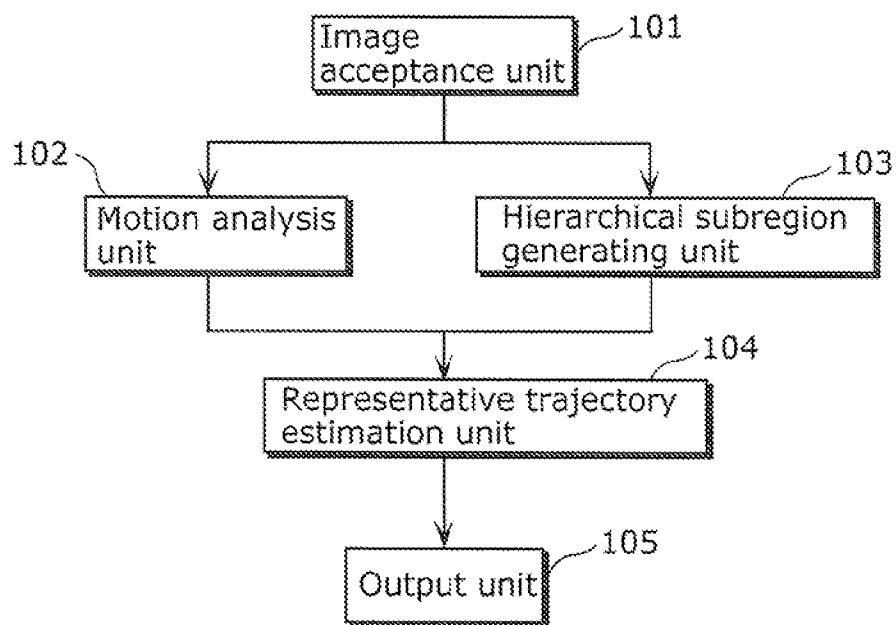 Image
acceptance unit
101
102
Motion analysis
unit
103
Hierarchical subregion
generating unit
104
Representative trajectory
estimation unit
105
Output unit